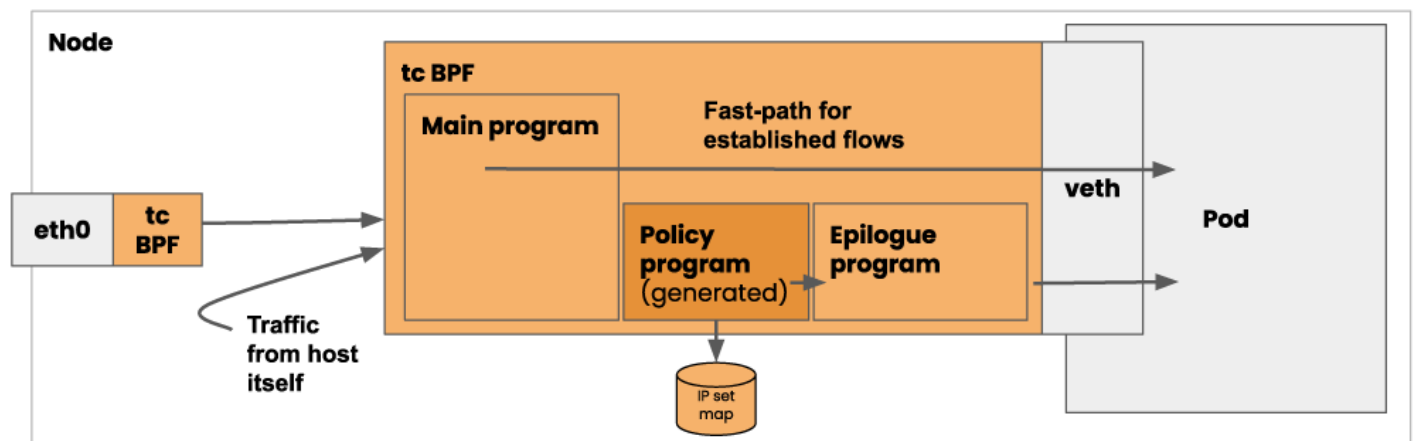 Node
tc BPF
Main program
Fast-path for
established flows
eth0
tc
BPF
veth
Pod
Policy
program
(generated)
Epilogue
program
Traffic
from host
itself
IP set
map